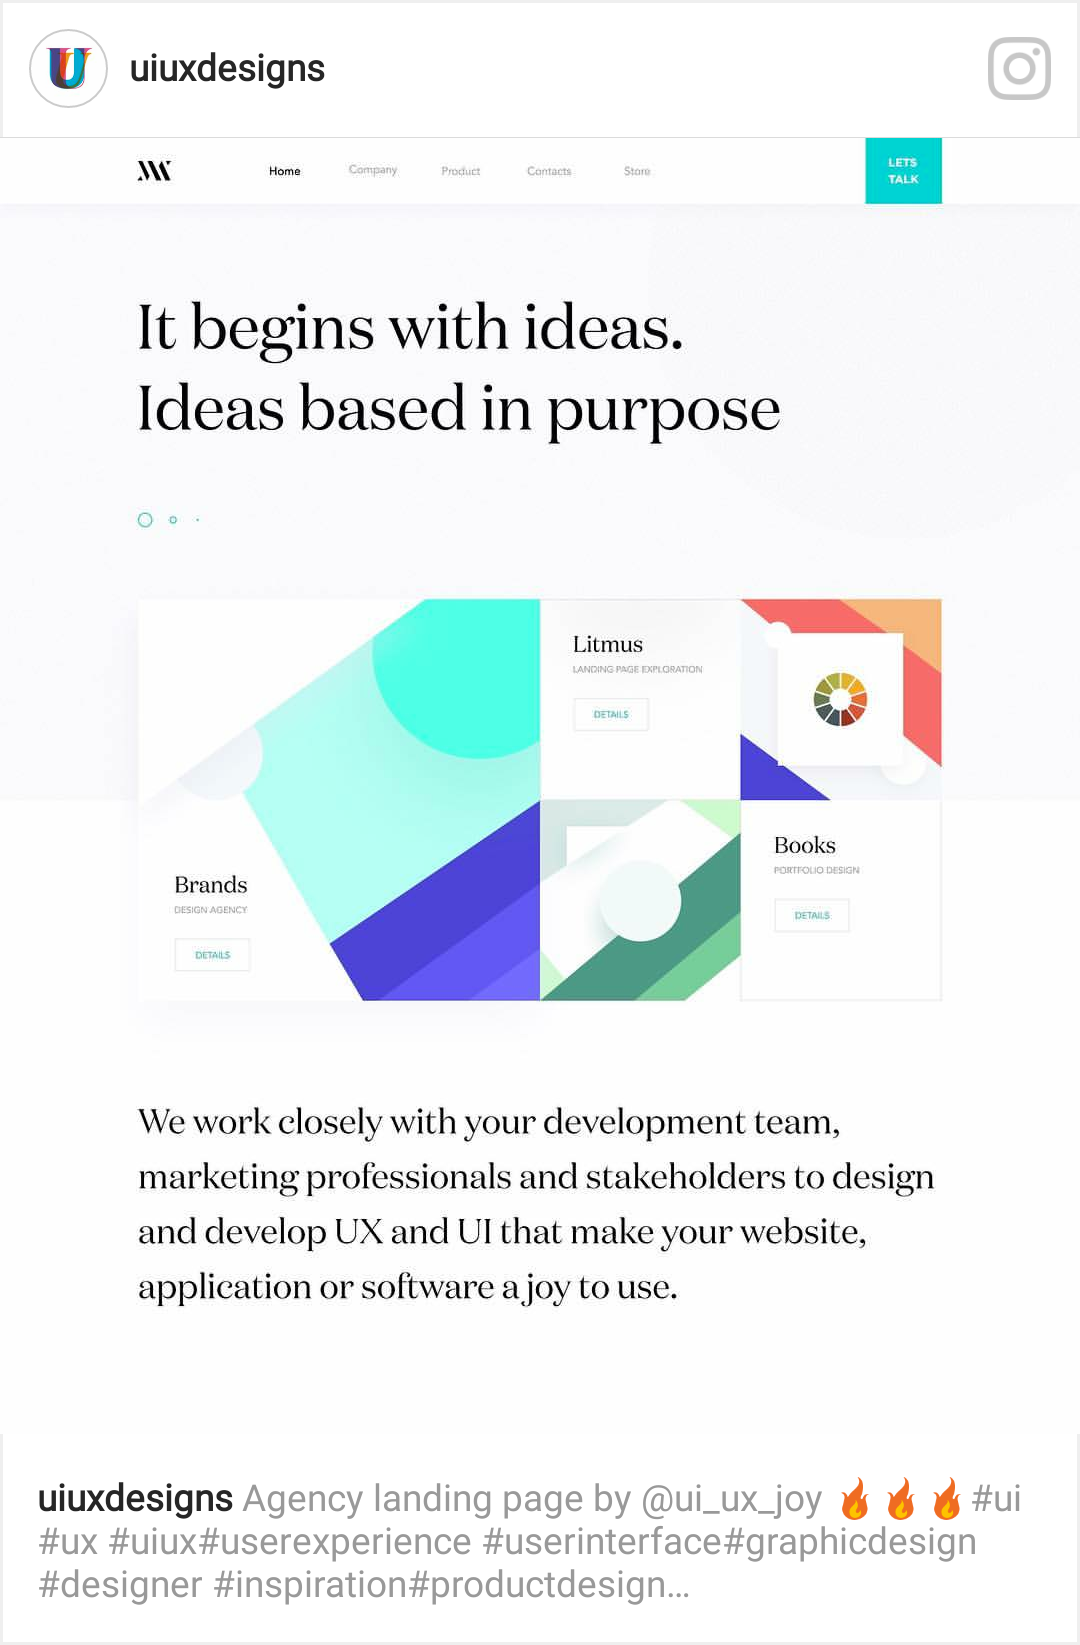 uiuxdesigns
Home Company Product Contacts Store
LETS
TALK
It begins with ideas.
Ideas based in purpose
Litmus
LANDING PAGE EXPLORATION
DETAILS
Brands
DESIGN AGENCY
DETAILS
Books
PORTFOLIO DESIGN
DETAILS
We work closely with your development team,
marketing professionals and stakeholders to design
and develop UX and UI that make your website,
application or software a joy to use.
uiuxdesigns Agency landing page by @ui_ux_joy 🔥🔥🔥#ui
#ux #uiux#userexperience #userinterface#graphicdesign
#designer #inspiration#productdesign…